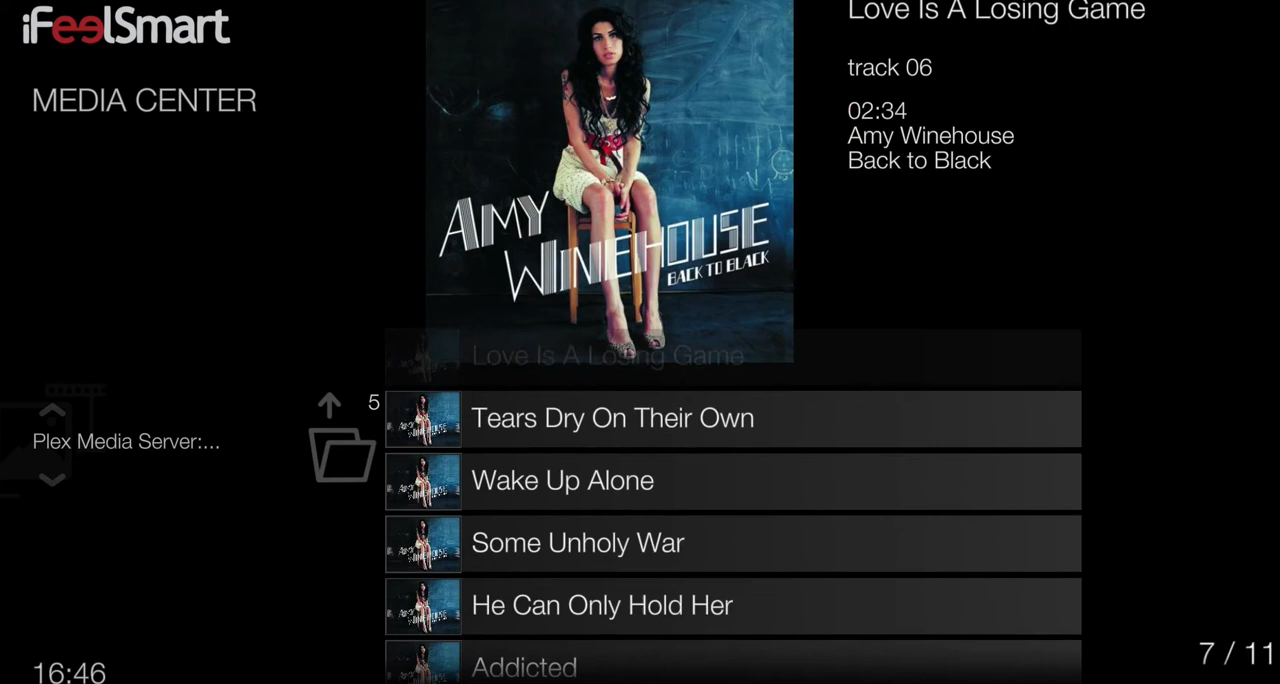 iFeelSmart
MEDIA CENTER
AMY
WINEHOUSE
BACK TO BLACK
Love Is A Losing Game
track 06
02:34
Amy Winehouse
Back to Black
Love Is A Losing Game
5
Tears Dry On Their Own
Plex Media Server:...
Wake Up Alone
Some Unholy War
He Can Only Hold Her
Addicted
16:46
7 / 11